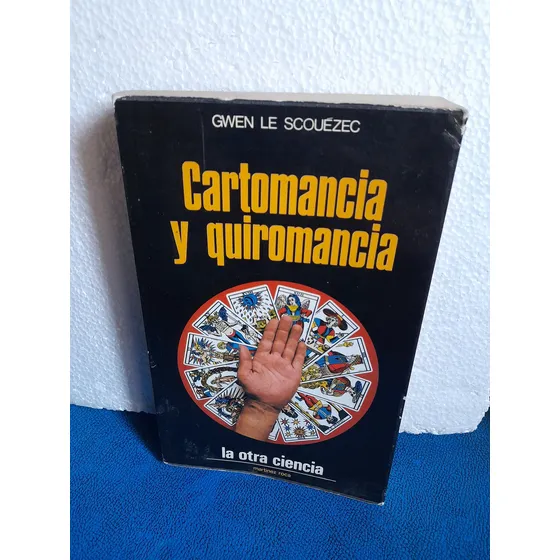 GWEN LE SCOUÉZEC
Cartomancia
y quiromancia
la otra ciencia
martínez roca